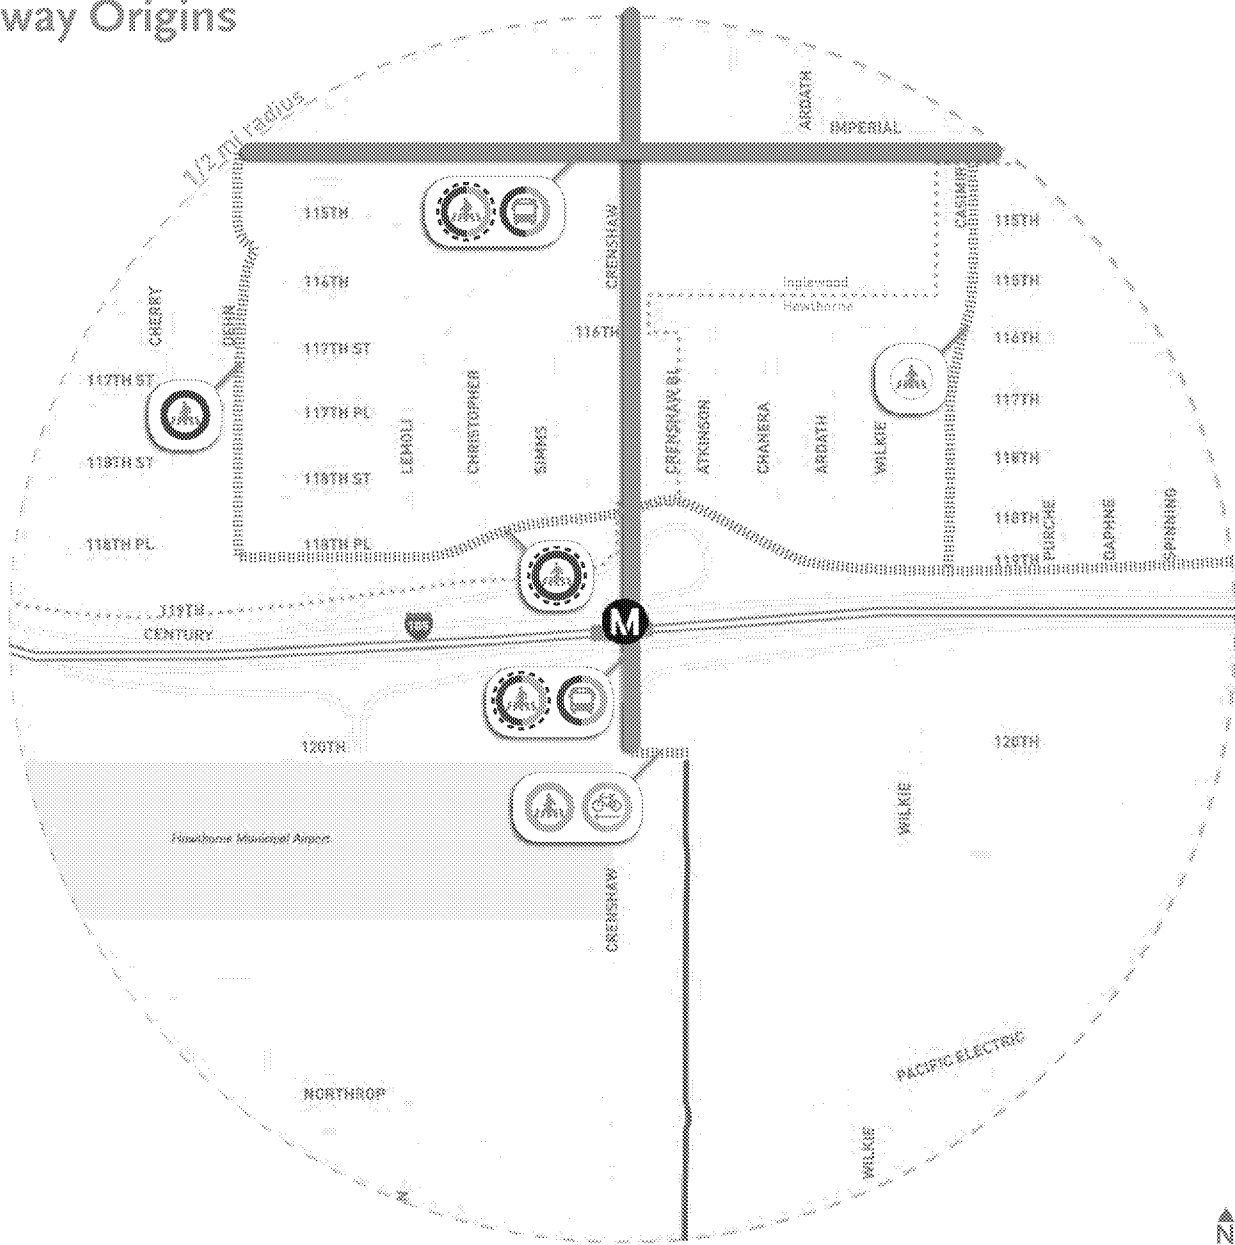 way Origins
1/2 mi radius
ARDATH
IMPERIAL
115TH
CRENSHAW
CASIMIR
115TH
116TH
Inglewood
Hawthorne
115TH
CHERRY
DEHN
117TH ST
116TH
116TH
117TH ST
117TH PL
LEMOLI
CHRISTOPHER
SIMMS
CRENSHAW BL
ATKINSON
CHANERA
ARDATH
WILKIE
117TH
118TH ST
118TH ST
118TH
118TH PL
118TH PL
118TH
119TH
PURCHE
DAPHNE
SPINNING
119TH
CENTURY
M
120TH
120TH
Hawthorne Municipal Airport
WILKIE
CRENSHAW
PACIFIC ELECTRIC
NORTHROP
WILKIE
N